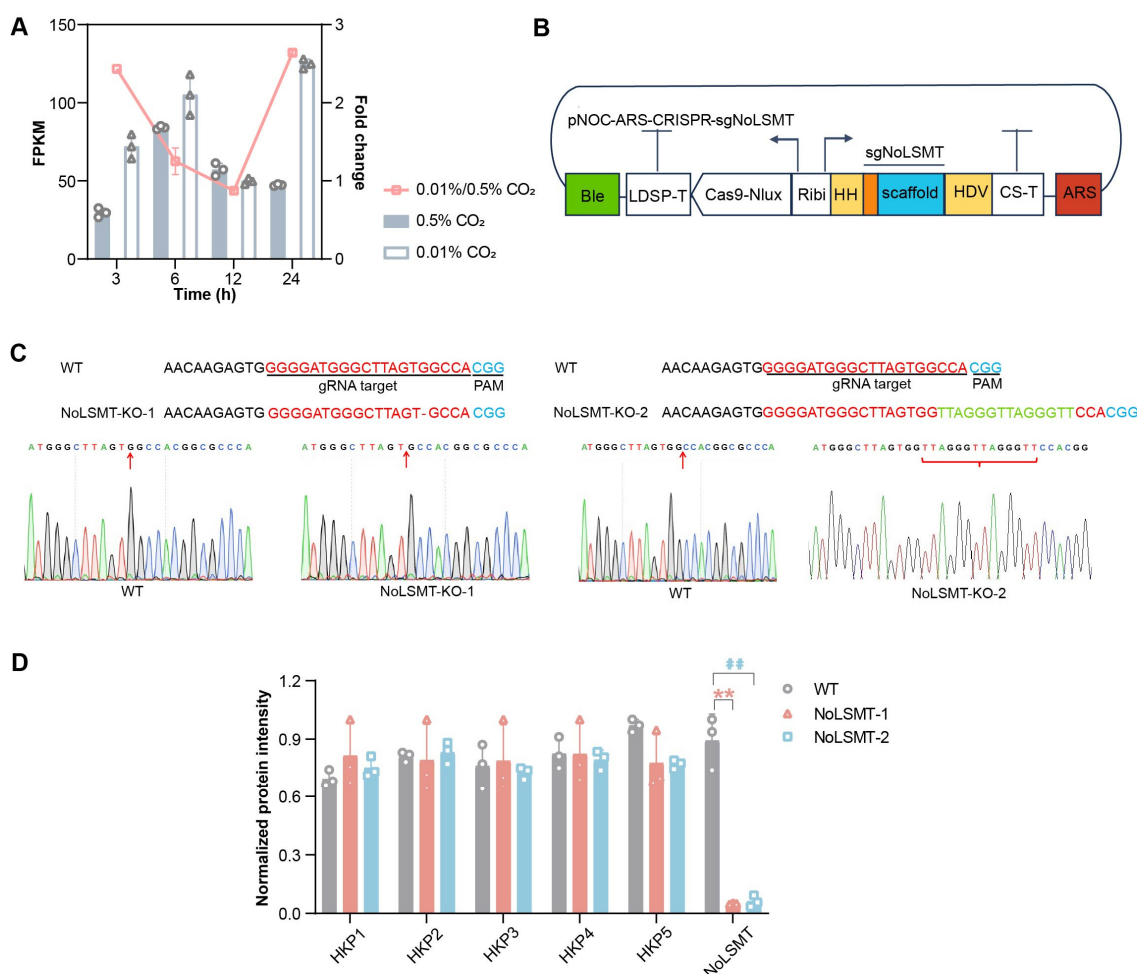 A
150
100
50
0
FPKM
3
2
1
0
Fold change
3
6
12
24
Time (h)
0.01%/0.5% CO₂
0.5% CO₂
0.01% CO₂
B
pNOC-ARS-CRISPR-sgNoLSMT
sgNoLSMT
Ble
LDSP-T
Cas9-Nlux
Ribi
HH
scaffold
HDV
CS-T
ARS
C
WT
AACAAGAGTGGGGGATGGGCTTAGTGGCCA CGG
gRNA target
PAM
NoLSMT-KO-1
AACAAGAGTG GGGGATGGGCTTAGT-GCCA CGG
ATGGGCTTAGTGGCCACGGCGCCCA
ATGGGCTTAGTGCCACGGCGCCCA
WT
NoLSMT-KO-1
WT
AACAAGAGTGGGGGATGGGCTTAGTGGCCA CGG
gRNA target
PAM
NoLSMT-KO-2
AACAAGAGTGGGGGATGGGCTTAGTGGTTAGGGTTAGGGTTCCACGG
ATGGGCTTAGTGGCCACGGCGCCCA
ATGGGCTTAGTGGTTAGGGTTAGGGTTCCACGG
WT
NoLSMT-KO-2
D
1.2
0.9
0.6
0.3
0.0
Normalized protein intensity
HKP1
HKP2
HKP3
HKP4
HKP5
NoLSMT
##
**
WT
NoLSMT-1
NoLSMT-2